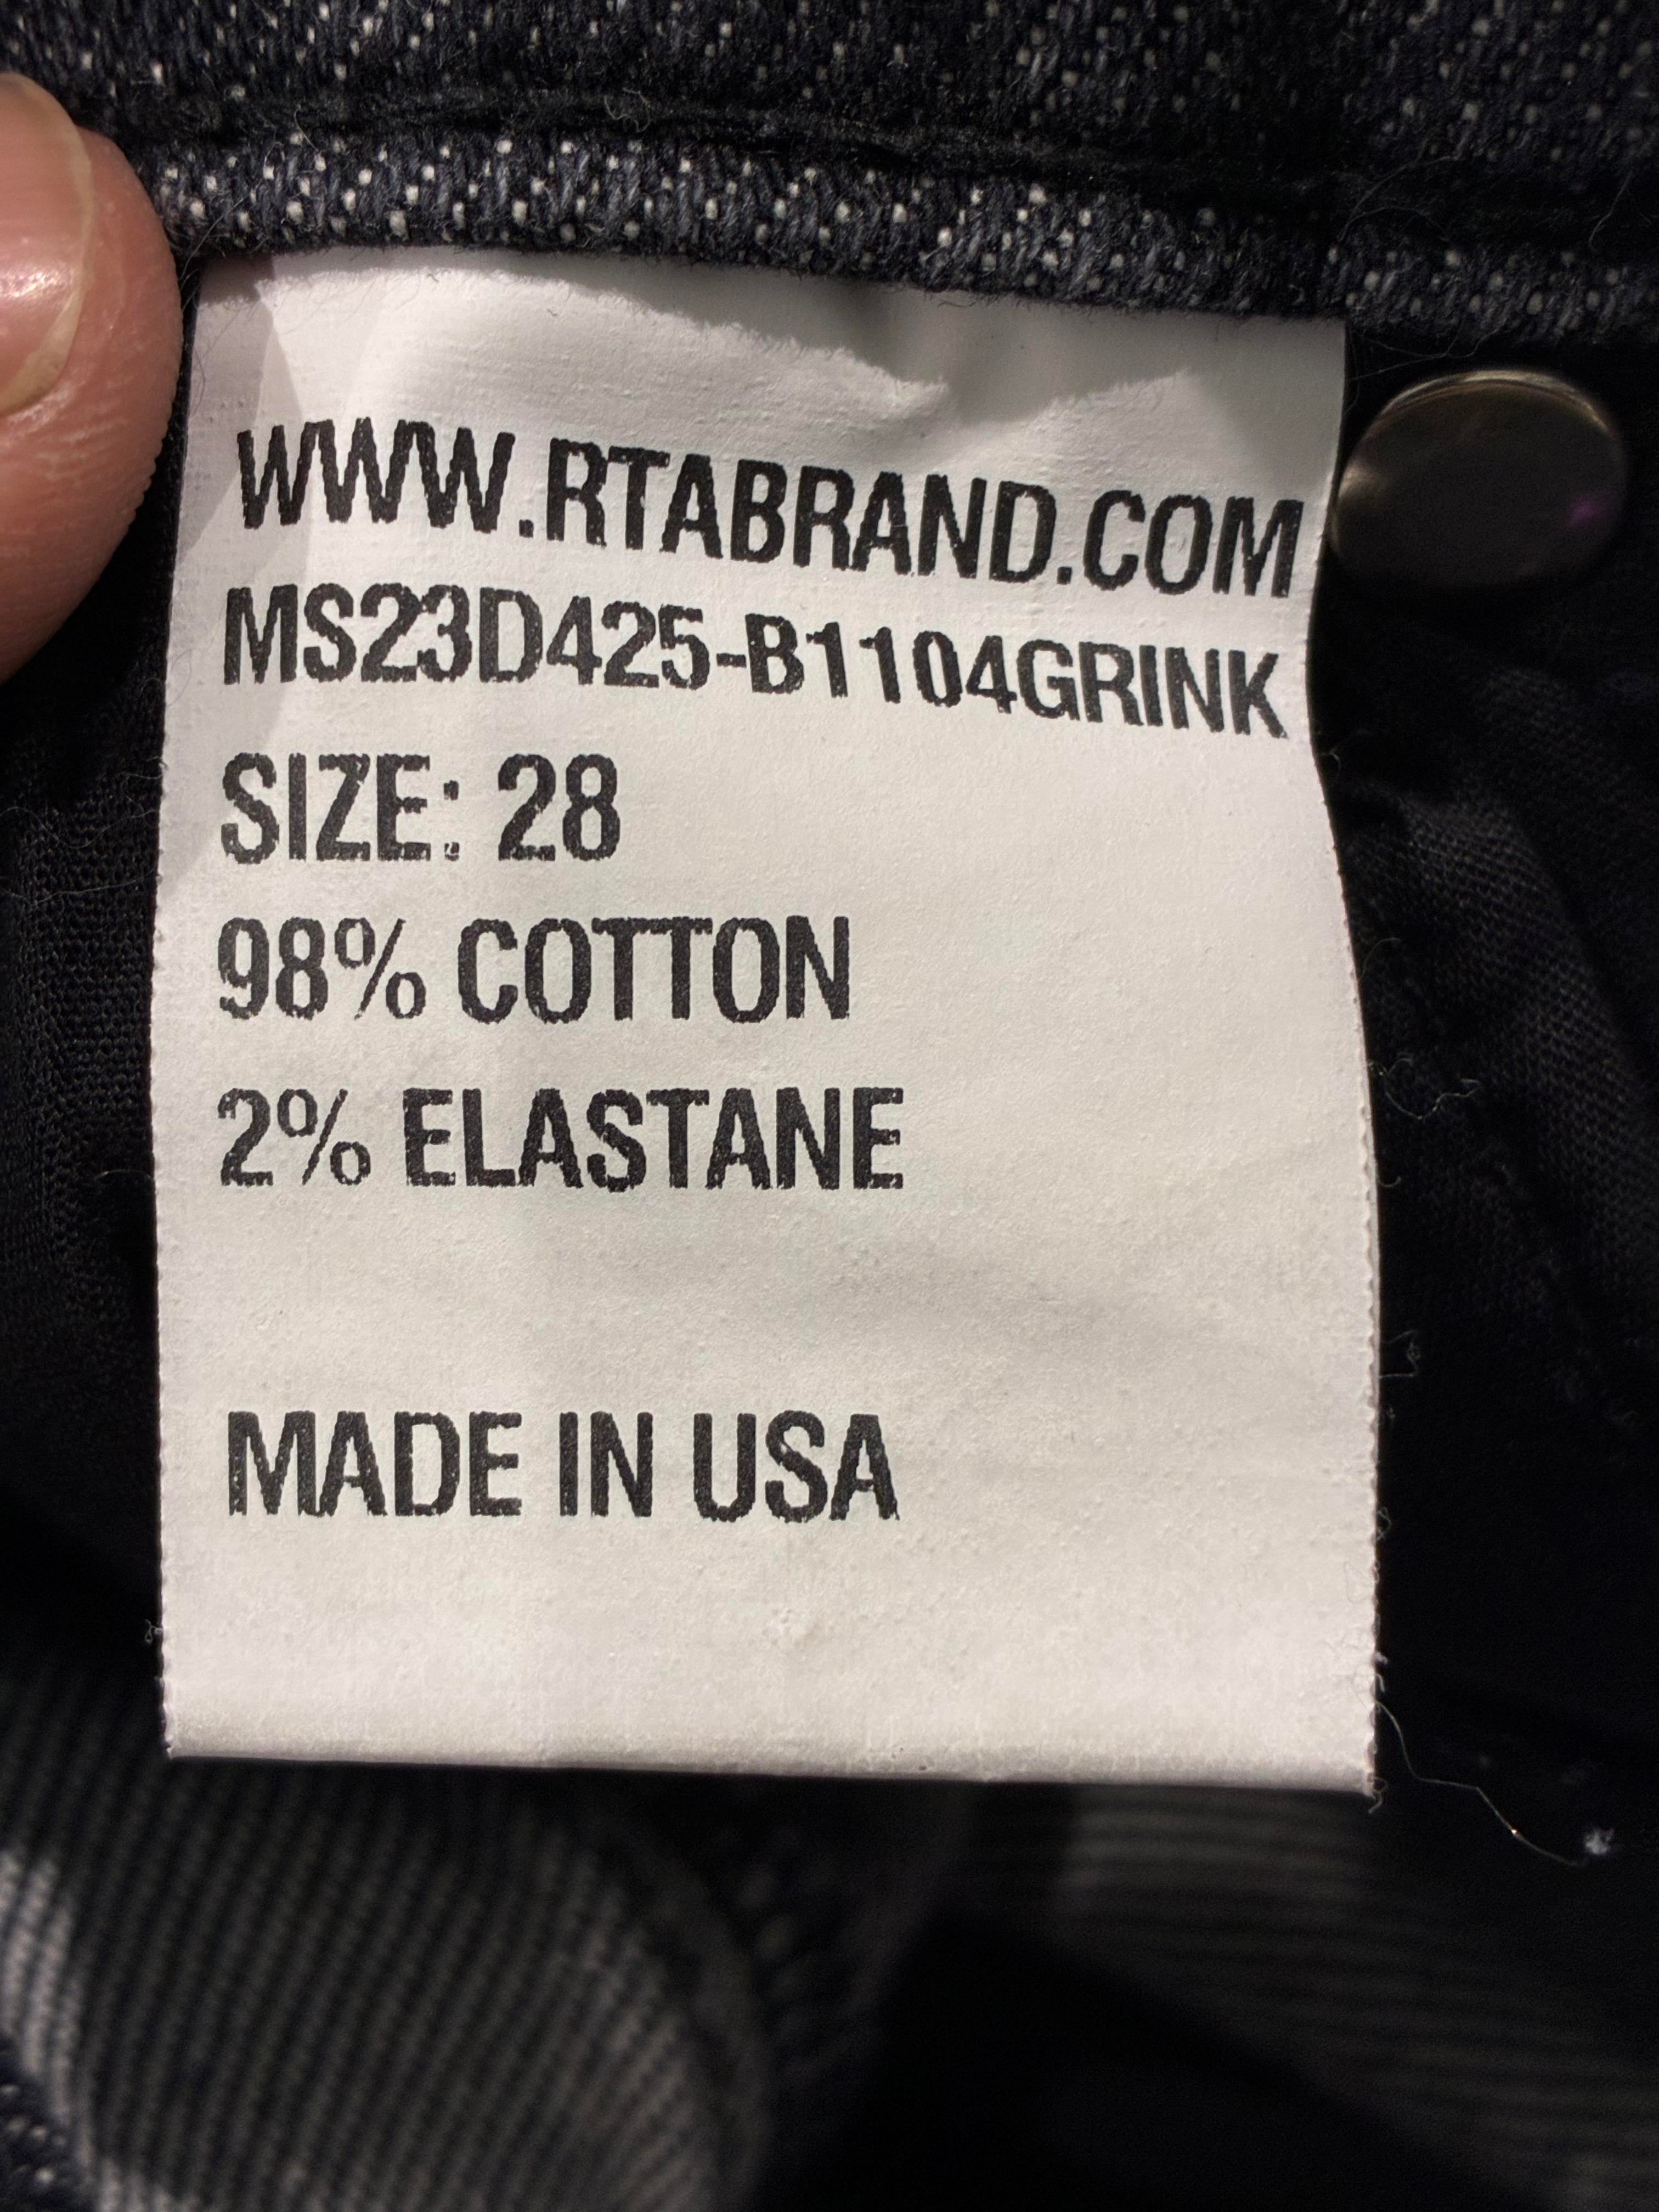 WWW.RTABRAND.COM
MS23D425-B1104GRINK
SIZE: 28
98% COTTON
2% ELASTANE
MADE IN USA